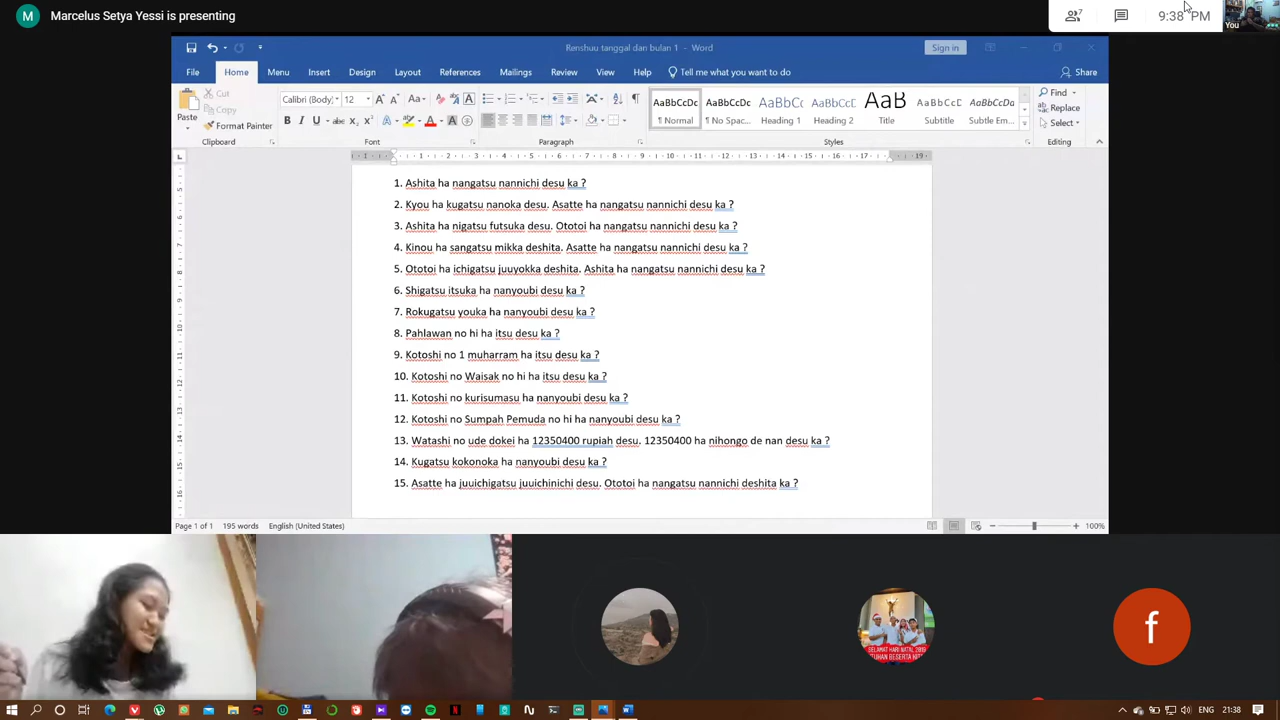 M Marcelus Setya Yessi is presenting
7 9:38 PM
You
Renshuu tanggal dan bulan 1 - Word
Sign in
File Home Menu Insert Design Layout References Mailings Review View Help Tell me what you want to do Share
Paste Cut Copy Format Painter
Calibri (Body) 12
AaBbCcDc AaBbCcDc AaBbCc AaBbCcD AaB AaBbCcD AaBbCcDa
¶ Normal ¶ No Spac... Heading 1 Heading 2 Title Subtitle Subtle Em...
Find Replace Select
Clipboard Font Paragraph Styles Editing
1. Ashita ha nangatsu nannichi desu ka ?
2. Kyou ha kugatsu nanoka desu. Asatte ha nangatsu nannichi desu ka ?
3. Ashita ha nigatsu futsuka desu. Ototoi ha nangatsu nannichi desu ka ?
4. Kinou ha sangatsu mikka deshita. Asatte ha nangatsu nannichi desu ka ?
5. Ototoi ha ichigatsu juuyokka deshita. Ashita ha nangatsu nannichi desu ka ?
6. Shigatsu itsuka ha nanyoubi desu ka ?
7. Rokugatsu youka ha nanyoubi desu ka ?
8. Pahlawan no hi ha itsu desu ka ?
9. Kotoshi no 1 muharram ha itsu desu ka ?
10. Kotoshi no Waisak no hi ha itsu desu ka ?
11. Kotoshi no kurisumasu ha nanyoubi desu ka ?
12. Kotoshi no Sumpah Pemuda no hi ha nanyoubi desu ka ?
13. Watashi no ude dokei ha 12350400 rupiah desu. 12350400 ha nihongo de nan desu ka ?
14. Kugatsu kokonoka ha nanyoubi desu ka ?
15. Asatte ha juuichigatsu juuichinichi desu. Ototoi ha nangatsu nannichi deshita ka ?
Page 1 of 1 195 words English (United States) 100%
SELAMAT HARI NATAL 2019
f
21:38